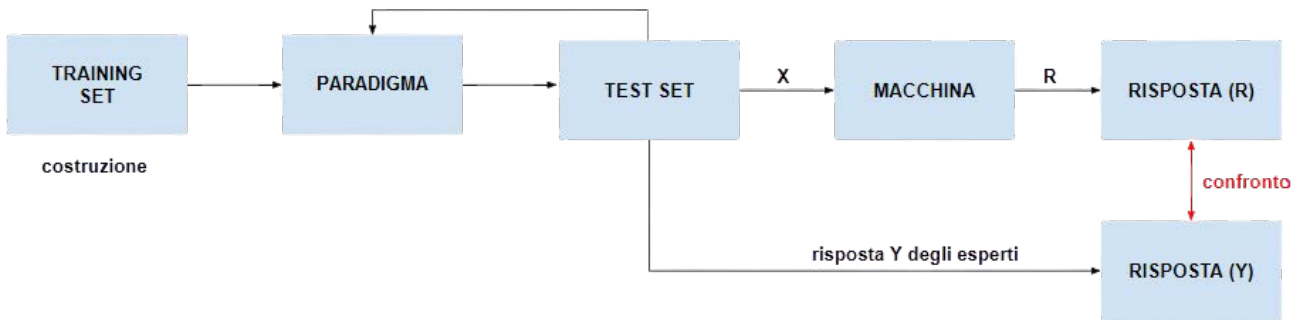 TRAINING
SET
PARADIGMA
TEST SET
X
MACCHINA
R
RISPOSTA (R)
costruzione
confronto
risposta Y degli esperti
RISPOSTA (Y)